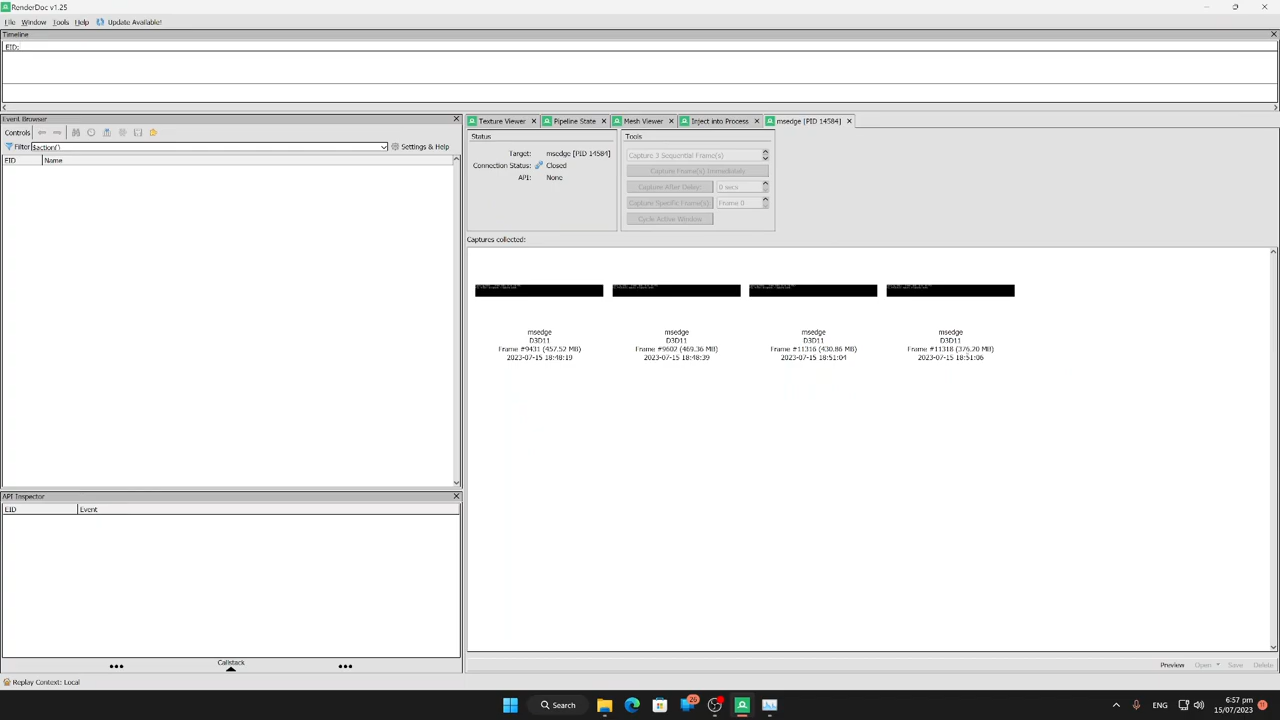 RenderDoc v1.25
File Window Tools Help Update Available!
Timeline
EID:
Event Browser
Controls
Filter $action()
Settings & Help
EID Name
API Inspector
EID Event
Callstack
Replay Context: Local
Texture Viewer Pipeline State Mesh Viewer Inject into Process msedge [PID 14584]
Status
Target: msedge [PID 14584]
Connection Status: Closed
API: None
Tools
Capture 3 Sequential Frame(s)
Capture Frame(s) Immediately
Capture After Delay: 0 secs
Capture Specific Frame(s) Frame 0
Cycle Active Window
Captures collected:
msedge
D3D11
Frame #9431 (457.52 MB)
2023-07-15 18:48:19
msedge
D3D11
Frame #9602 (469.36 MB)
2023-07-15 18:48:39
msedge
D3D11
Frame #11316 (430.86 MB)
2023-07-15 18:51:04
msedge
D3D11
Frame #11318 (376.20 MB)
2023-07-15 18:51:06
Preview Open Save Delete
Search
26
ENG
6:57 pm
15/07/2023